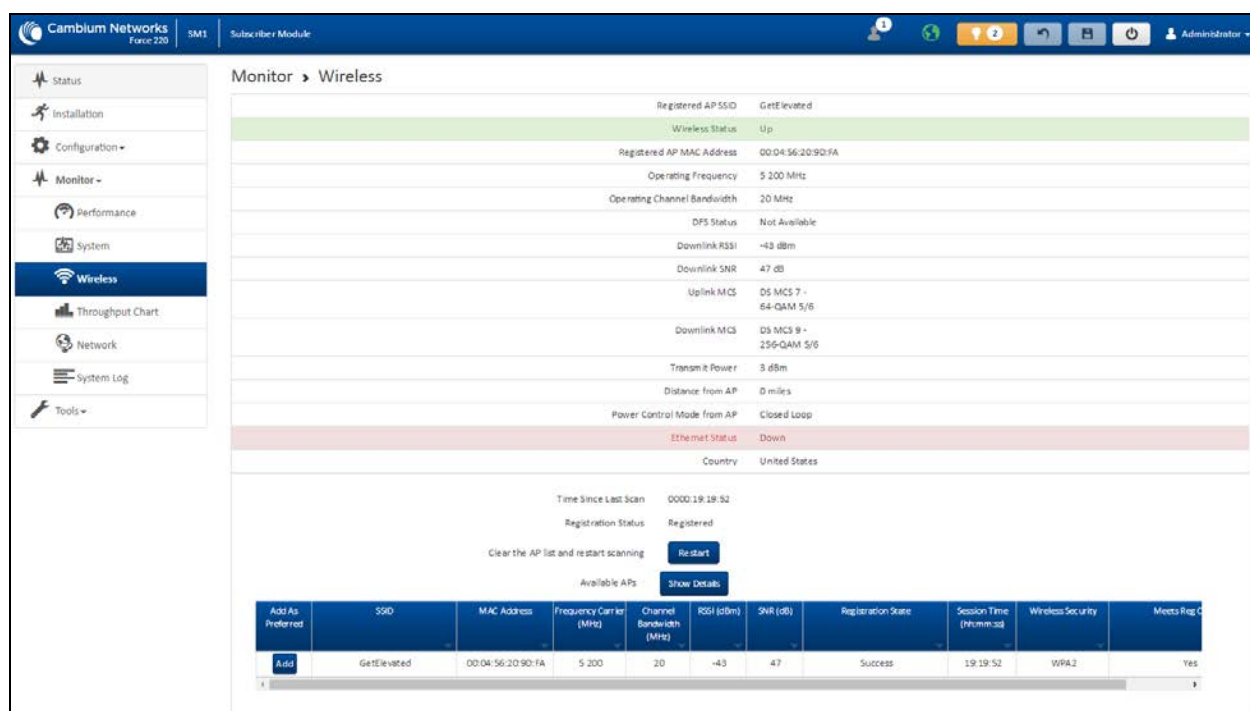 Cambium Networks
Force 220
SM1
Subscriber Module
1
2
Administrator
Status
Installation
Configuration
Monitor
Performance
System
Wireless
Throughput Chart
Network
System Log
Tools
Monitor > Wireless
Registered AP SSID GetElevated
Wireless Status Up
Registered AP MAC Address 00:04:56:20:9D:FA
Operating Frequency 5 200 MHz
Operating Channel Bandwidth 20 MHz
DFS Status Not Available
Downlink RSSI -43 dBm
Downlink SNR 47 dB
Uplink MCS DS MCS 7 -
64-QAM 5/6
Downlink MCS DS MCS 9 -
256-QAM 5/6
Transmit Power 3 dBm
Distance from AP 0 miles
Power Control Mode from AP Closed Loop
Ethernet Status Down
Country United States
Time Since Last Scan 0000:19:19:52
Registration Status Registered
Clear the AP list and restart scanning Restart
Available APs Show Details
Add As SSID MAC Address Frequency Carrier Channel RSSI (dBm) SNR (dB) Registration State Session Time Wireless Security Meets Reg C
Preferred (MHz) Bandwidth (hh:mm:ss)
(MHz)
Add GetElevated 00:04:56:20:9D:FA 5 200 20 -43 47 Success 19:19:52 WPA2 Yes